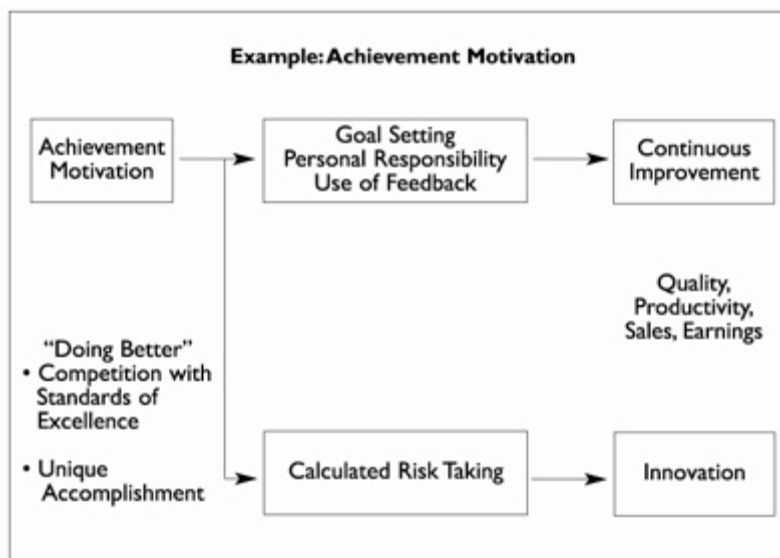 Example: Achievement Motivation
Achievement
Motivation
Goal Setting
Personal Responsibility
Use of Feedback
Continuous
Improvement
Quality,
Productivity,
Sales, Earnings
“Doing Better”
• Competition with
Standards of
Excellence
• Unique
Accomplishment
Calculated Risk Taking
Innovation